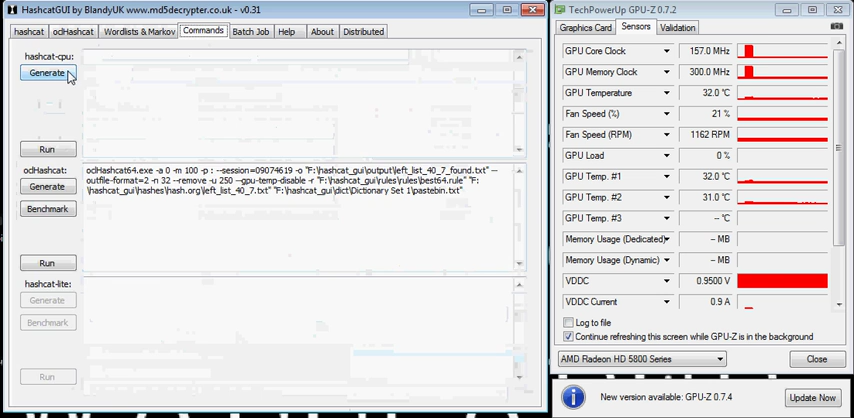 HashcatGUI by BlandyUK www.md5decrypter.co.uk - v0.31
hashcat oclHashcat Wordlists & Markov Commands Batch Job Help About Distributed
hashcat-cpu:
Generate
Run
oclHashcat:
Generate
Benchmark
Run
oclHashcat64.exe -a 0 -m 100 -p : --session=09074619 -o "F:\hashcat_gui\output\left_list_40_7_found.txt" --
outfile-format=2 -n 32 --remove -u 250 --gpu-temp-disable -r "F:\hashcat_gui\rules\rules\best64.rule" "F:
\hashcat_gui\hashes\hash.org\left_list_40_7.txt" "F:\hashcat_gui\dict\Dictionary Set 1\pastebin.txt"
hashcat-lite:
Generate
Benchmark
Run
TechPowerUp GPU-Z 0.7.2
Graphics Card Sensors Validation
GPU Core Clock 157.0 MHz
GPU Memory Clock 300.0 MHz
GPU Temperature 32.0 °C
Fan Speed (%) 21 %
Fan Speed (RPM) 1162 RPM
GPU Load 0 %
GPU Temp. #1 32.0 °C
GPU Temp. #2 31.0 °C
GPU Temp. #3 -- °C
Memory Usage (Dedicated) -- MB
Memory Usage (Dynamic) -- MB
VDDC 0.9500 V
VDDC Current 0.9 A
Log to file
Continue refreshing this screen while GPU-Z is in the background
AMD Radeon HD 5800 Series Close
New version available: GPU-Z 0.7.4 Update Now